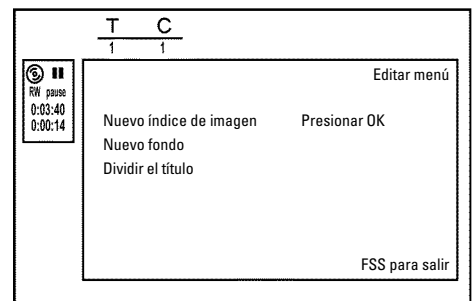 T C
1 1
RW pause
0:03:40
0:00:14
Editar menú
Nuevo índice de imagen Presionar OK
Nuevo fondo
Dividir el título
FSS para salir